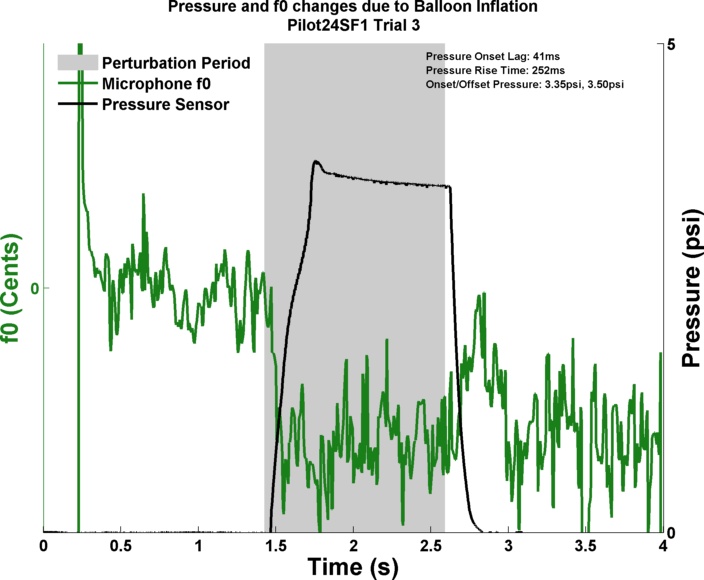 Pressure and f0 changes due to Balloon Inflation
Pilot24SF1 Trial 3
5
Perturbation Period
Microphone f0
Pressure Sensor
Pressure Onset Lag: 41ms
Pressure Rise Time: 252ms
Onset/Offset Pressure: 3.35psi, 3.50psi
f0 (Cents)
0
Pressure (psi)
0
0 0.5 1 1.5 2 2.5 3 3.5 4
Time (s)